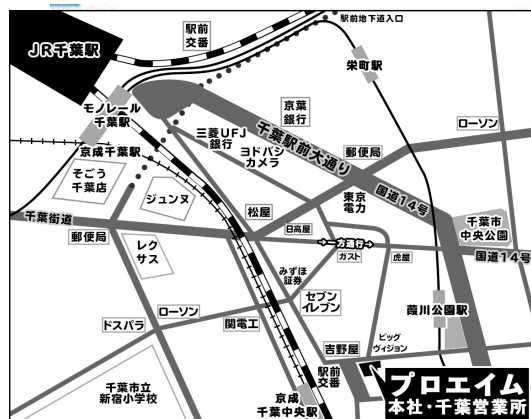 JR千葉駅
駅前
交番
駅前地下道入口
栄町駅
モノレール
千葉駅
京成千葉駅
三菱UFJ
銀行
ヨドバシ
カメラ
京葉
銀行
千葉駅前大通り
郵便局
ローソン
そごう
千葉店
ジュンヌ
東京
電力
国道14号
千葉街道
松屋
日高屋
一方通行
ガスト
虎屋
千葉市
中央公園
国道14号
郵便局
レク
サス
みずほ
証券
セブン
イレブン
葭川公園駅
ドスパラ
ローソン
関電工
吉野屋
ビッグ
ヴィジョン
駅前
交番
千葉市立
新宿小学校
京成
千葉中央駅
プロエイム
本社・千葉営業所